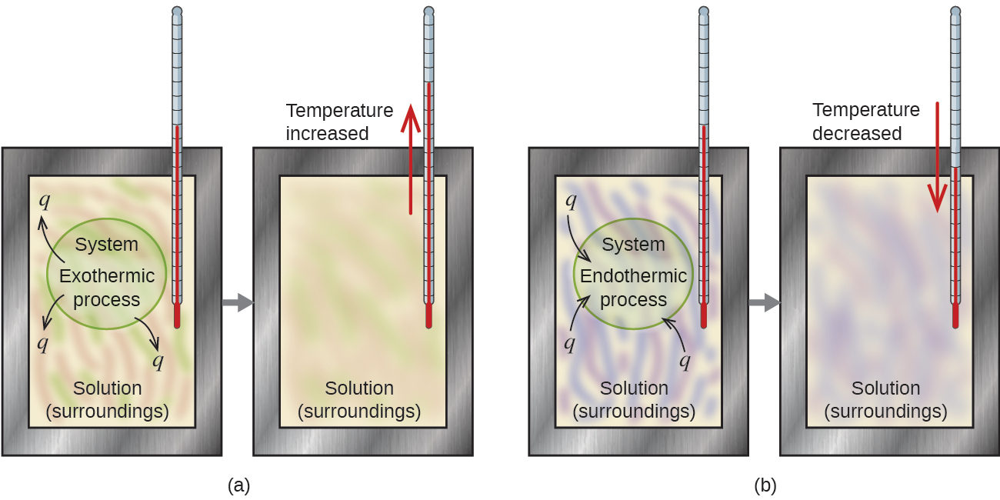 q
System
Exothermic
process
q
q
Solution
(surroundings)
Temperature
increased
Solution
(surroundings)
(a)
q
System
Endothermic
process
q
q
Solution
(surroundings)
Temperature
decreased
Solution
(surroundings)
(b)